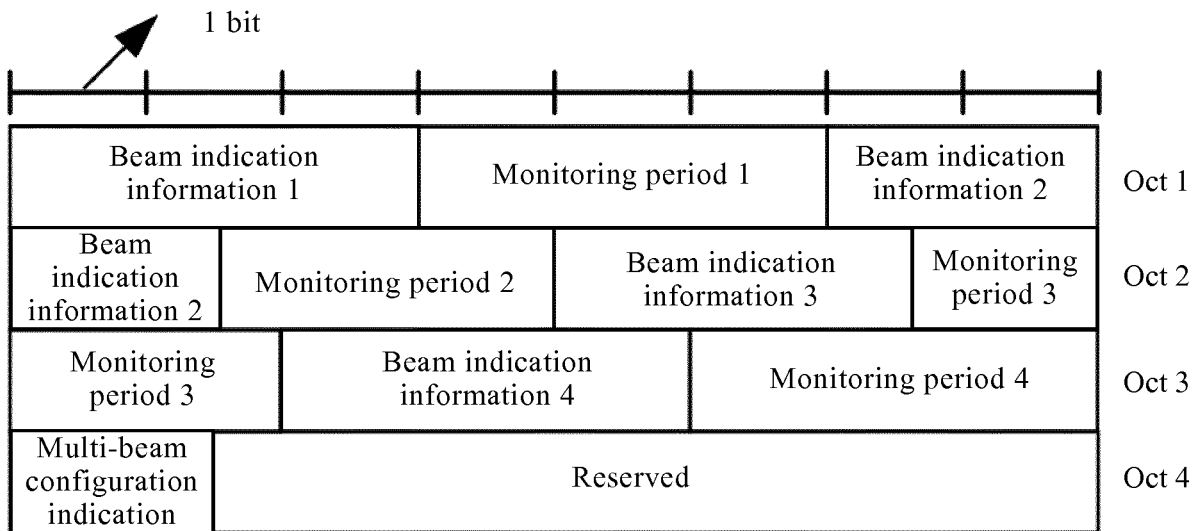 1 bit
Beam indication
information 1
Monitoring period 1
Beam indication
information 2
Oct 1
Beam
indication
information 2
Monitoring period 2
Beam indication
information 3
Monitoring
period 3
Oct 2
Monitoring
period 3
Beam indication
information 4
Monitoring period 4
Oct 3
Multi-beam
configuration
indication
Reserved
Oct 4